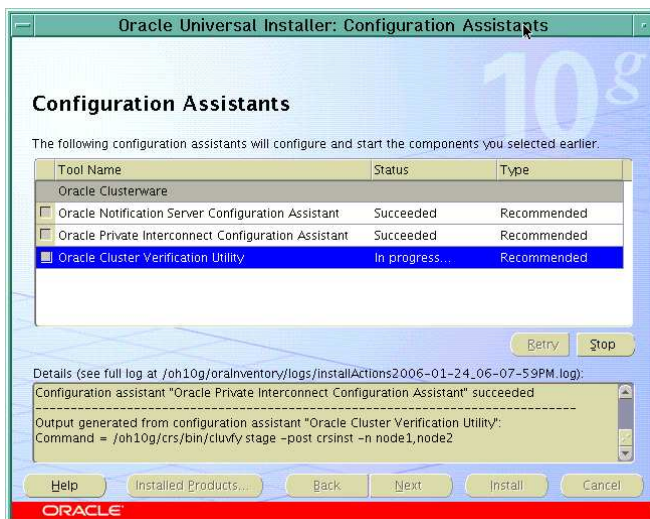 Oracle Universal Installer: Configuration Assistants
10g
Configuration Assistants
The following configuration assistants will configure and start the components you selected earlier.
Tool Name Status Type
Oracle Clusterware
Oracle Notification Server Configuration Assistant Succeeded Recommended
Oracle Private Interconnect Configuration Assistant Succeeded Recommended
Oracle Cluster Verification Utility In progress... Recommended
Retry Stop
Details (see full log at /oh10g/oraInventory/logs/installActions2006-01-24_06-07-59PM.log):
Configuration assistant "Oracle Private Interconnect Configuration Assistant" succeeded
-----------------------------------------------------------------------------
Output generated from configuration assistant "Oracle Cluster Verification Utility":
Command = /oh10g/crs/bin/cluvfy stage -post crsinst -n node1,node2
Help Installed Products... Back Next Install Cancel
ORACLE